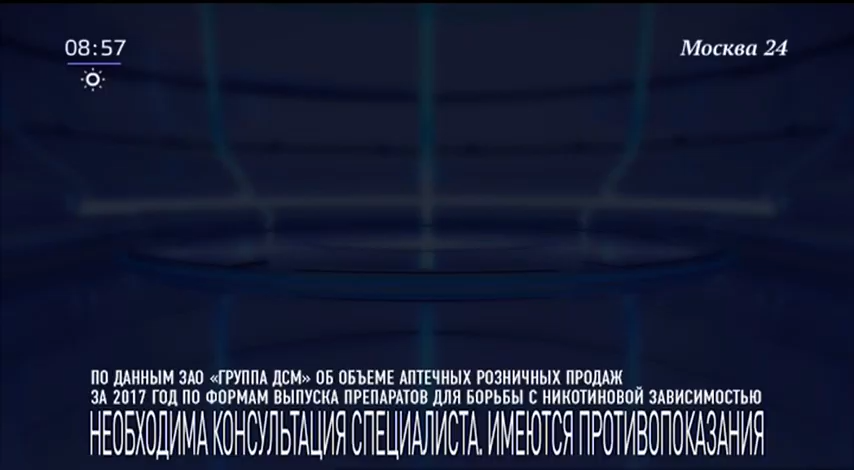 08:57
Москва 24
ПО ДАННЫМ ЗАО «ГРУППА ДСМ» ОБ ОБЪЕМЕ АПТЕЧНЫХ РОЗНИЧНЫХ ПРОДАЖ
ЗА 2017 ГОД ПО ФОРМАМ ВЫПУСКА ПРЕПАРАТОВ ДЛЯ БОРЬБЫ С НИКОТИНОВОЙ ЗАВИСИМОСТЬЮ
НЕОБХОДИМА КОНСУЛЬТАЦИЯ СПЕЦИАЛИСТА. ИМЕЮТСЯ ПРОТИВОПОКАЗАНИЯ